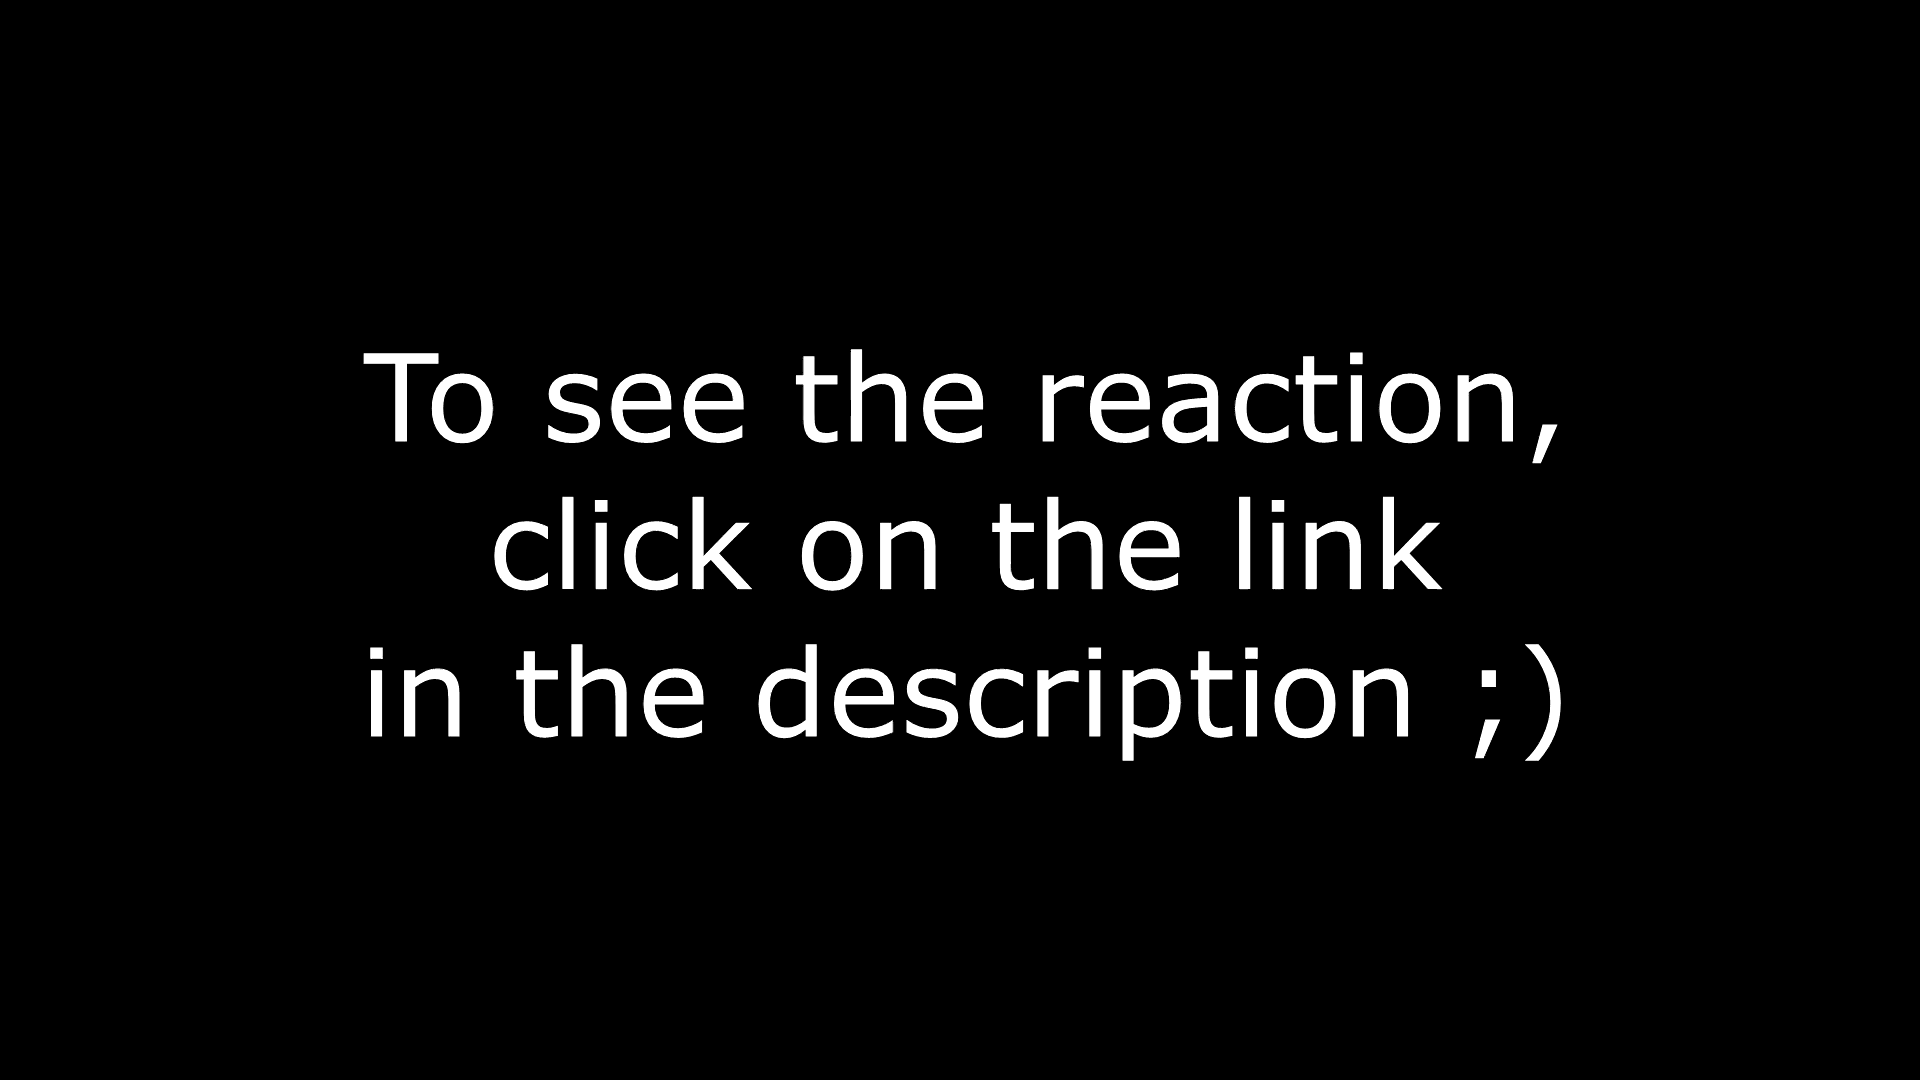 To see the reaction,
click on the link
in the description ;)